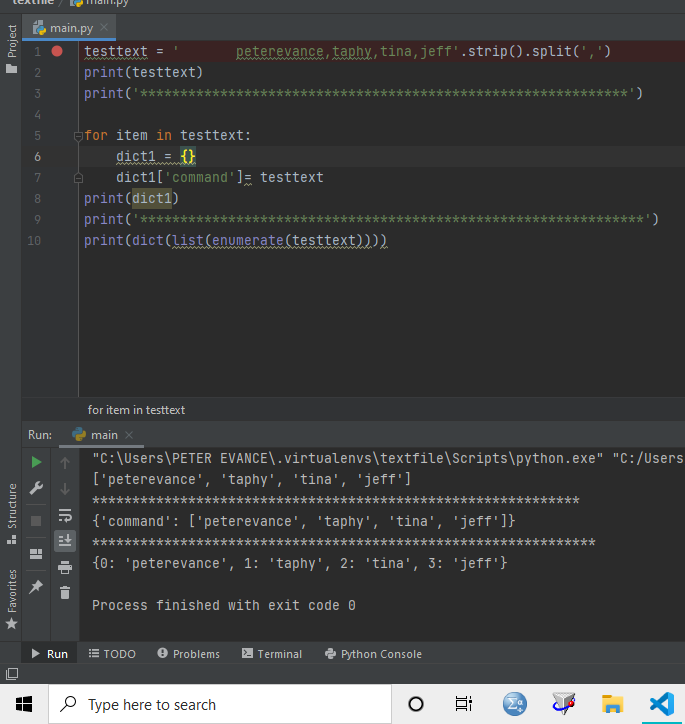 textfile
main.py
Project
main.py
1 testtext = '       peterevance,taphy,tina,jeff'.strip().split(',')
2 print(testtext)
3 print('*************************************************************')
4
5 for item in testtext:
6     dict1 = {}
7     dict1['command']= testtext
8 print(dict1)
9 print('***************************************************************')
10 print(dict(list(enumerate(testtext))))
for item in testtext
Run: main
"C:\Users\PETER EVANCE\.virtualenvs\textfile\Scripts\python.exe" "C:/Users
['peterevance', 'taphy', 'tina', 'jeff']
*************************************************************
{'command': ['peterevance', 'taphy', 'tina', 'jeff']}
***************************************************************
{0: 'peterevance', 1: 'taphy', 2: 'tina', 3: 'jeff'}
Process finished with exit code 0
Structure
Favorites
Run TODO Problems Terminal Python Console
Type here to search